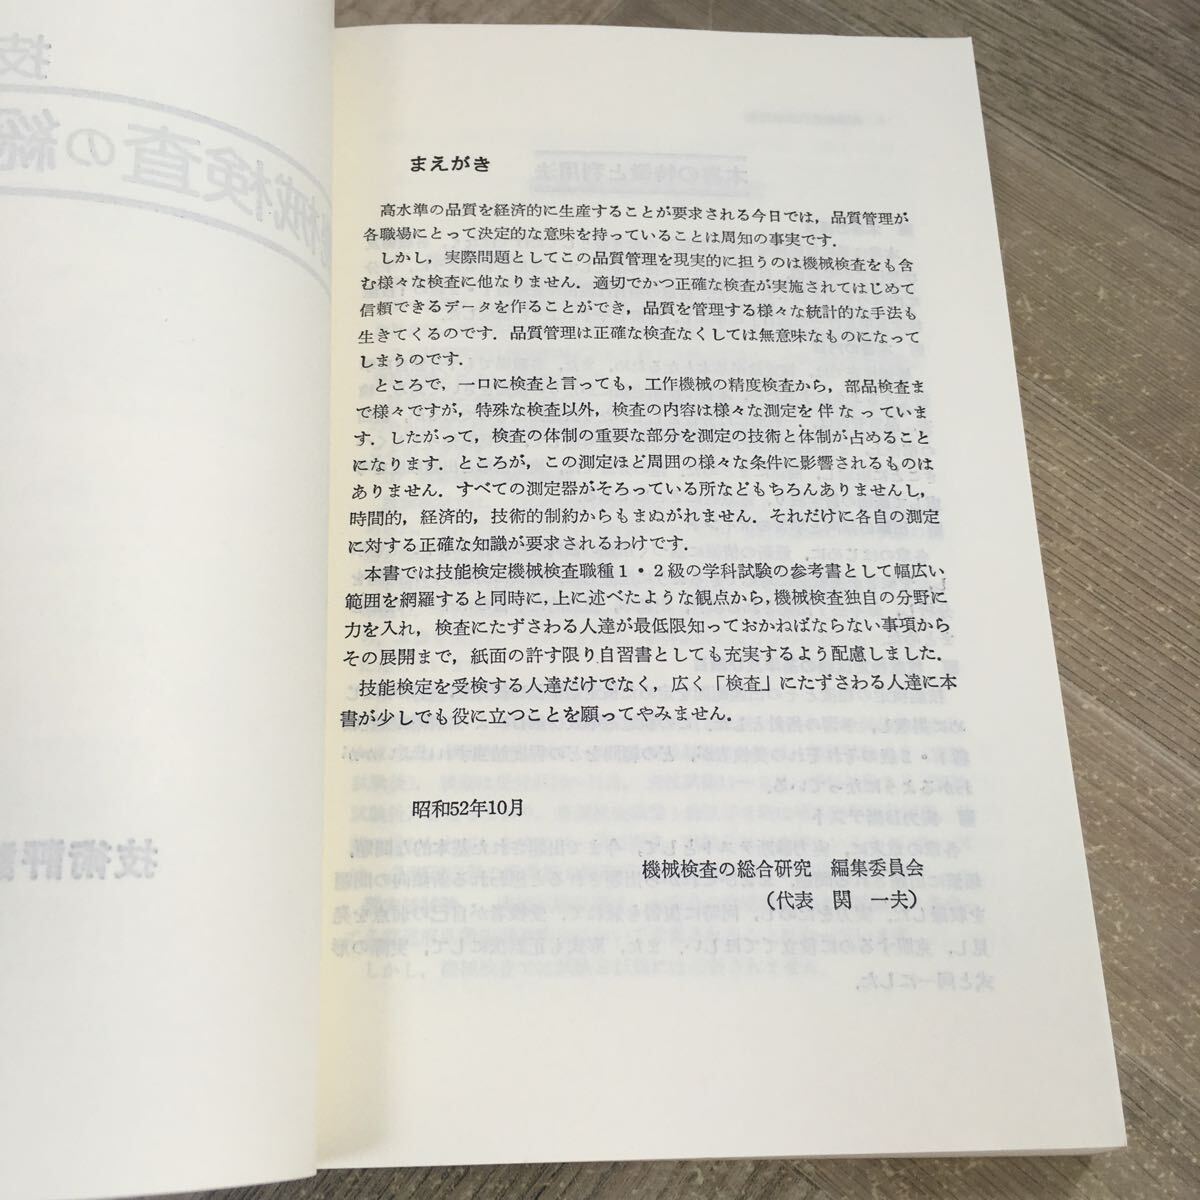 まえがき
高水準の品質を経済的に生産することが要求される今日では，品質管理が
各職場にとって決定的な意味を持っていることは周知の事実です．
しかし，実際問題としてこの品質管理を現実的に担うのは機械検査をも含
む様々な検査に他なりません．適切でかつ正確な検査が実施されてはじめて
信頼できるデータを作ることができ，品質を管理する様々な統計的な手法も
生きてくるのです．品質管理は正確な検査なくしては無意味なものになって
しまうのです．
ところで，一口に検査と言っても，工作機械の精度検査から，部品検査ま
で様々ですが，特殊な検査以外，検査の内容は様々な測定を伴なっていま
す．したがって，検査の体制の重要な部分を測定の技術と体制が占めること
になります．ところが，この測定ほど周囲の様々な条件に影響されるものは
ありません．すべての測定器がそろっている所などもちろんありませんし，
時間的，経済的，技術的制約からもまぬがれません．それだけに各自の測定
に対する正確な知識が要求されるわけです．
本書では技能検定機械検査職種１・２級の学科試験の参考書として幅広い
範囲を網羅すると同時に，上に述べたような観点から，機械検査独自の分野に
力を入れ，検査にたずさわる人達が最低限知っておかねばならない事項から
その展開まで，紙面の許す限り自習書としても充実するよう配慮しました．
技能検定を受検する人達だけでなく，広く「検査」にたずさわる人達に本
書が少しでも役に立つことを願ってやみません．
昭和52年10月
機械検査の総合研究　編集委員会
（代表　関　一夫）